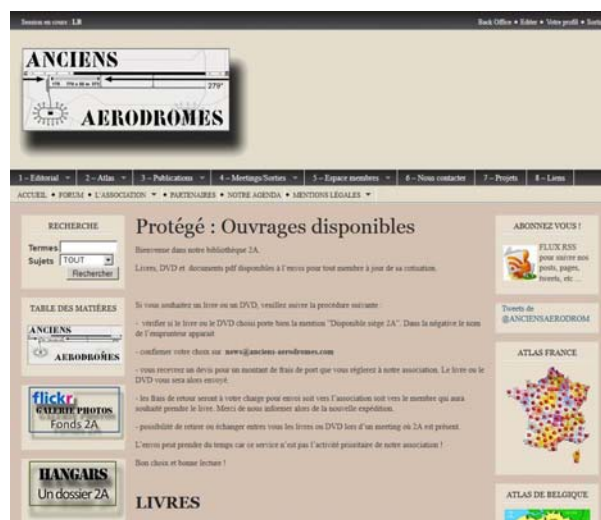 Session en cours : LB
Back Office • Editer • Votre profil • Sortir
ANCIENS
279°
AERODROMES
1 – Editorial
2 – Atlas
3 – Publications
4 – Meetings/Sorties
5 – Espace membres
6 – Nous contacter
7 – Projets
8 – Liens
ACCUEIL • FORUM • L'ASSOCIATION • PARTENAIRES • NOTRE AGENDA • MENTIONS LÉGALES
RECHERCHE
Termes
Sujets TOUT
Rechercher
TABLE DES MATIÈRES
ANCIENS
AERODROMES
flickr
GALERIE PHOTOS
Fonds 2A
HANGARS
Un dossier 2A
Protégé : Ouvrages disponibles
Bienvenue dans notre bibliothèque 2A.
Livres, DVD et documents pdf disponibles à l'envoi pour tout membre à jour de sa cotisation.
Si vous souhaitez un livre ou un DVD, veuillez suivre la procédure suivante :
- vérifier si le livre ou le DVD choisi porte bien la mention "Disponible siège 2A". Dans la négative le nom
de l'emprunteur apparait
- confirmer votre choix sur news@anciens-aerodromes.com
- vous recevrez un devis pour un montant de frais de port que vous réglerez à notre association. Le livre ou le
DVD vous sera alors envoyé.
- les frais de retour seront à votre charge pour envoi soit vers l'association soit vers le membre qui aura
souhaité prendre le livre. Merci de nous informer alors de la nouvelle expédition.
- possibilité de retirer ou échanger entres vous les livres ou DVD lors d'un meeting où 2A est présent.
L'envoi peut prendre du temps car ce service n'est pas l'activité prioritaire de notre association !
Bon choix et bonne lecture !
LIVRES
ABONNEZ VOUS !
FLUX RSS
pour suivre nos
posts, pages,
tweets, etc ...
Tweets de
@ANCIENSAERODROM
ATLAS FRANCE
ATLAS DE BELGIQUE